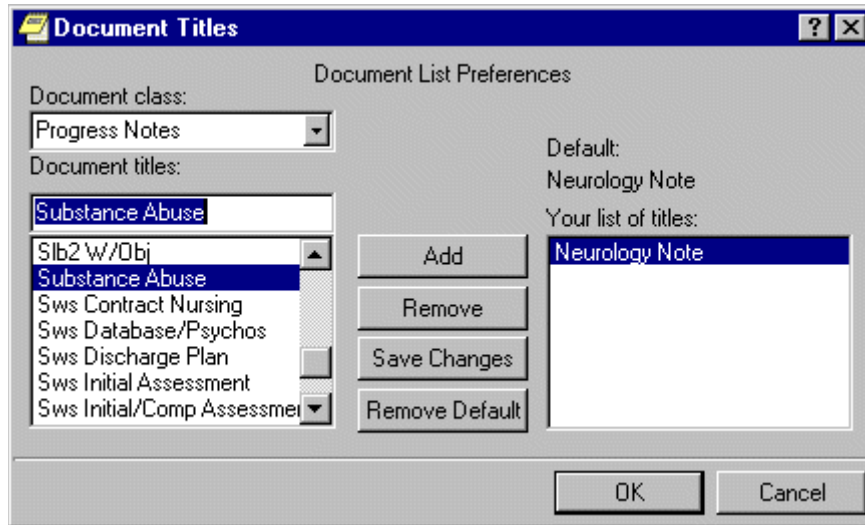 Document Titles
Document List Preferences
Document class:
Progress Notes
Document titles:
Substance Abuse
Slb2 W/Obj
Substance Abuse
Sws Contract Nursing
Sws Database/Psychos
Sws Discharge Plan
Sws Initial Assessment
Sws Initial/Comp Assessme
Add
Remove
Save Changes
Remove Default
Default:
Neurology Note
Your list of titles:
Neurology Note
OK
Cancel